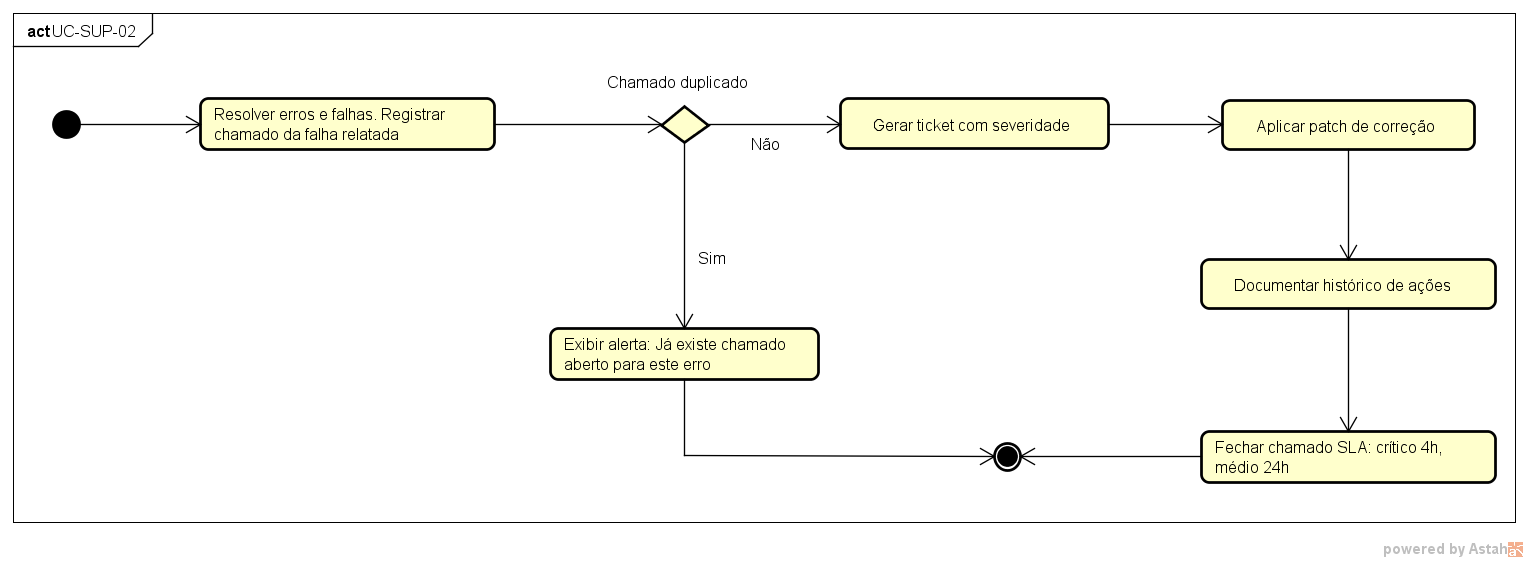 act UC-SUP-02
Chamado duplicado
Resolver erros e falhas. Registrar
chamado da falha relatada
Gerar ticket com severidade
Aplicar patch de correção
Não
Sim
Documentar histórico de ações
Exibir alerta: Já existe chamado
aberto para este erro
Fechar chamado SLA: crítico 4h,
médio 24h
powered by Astah